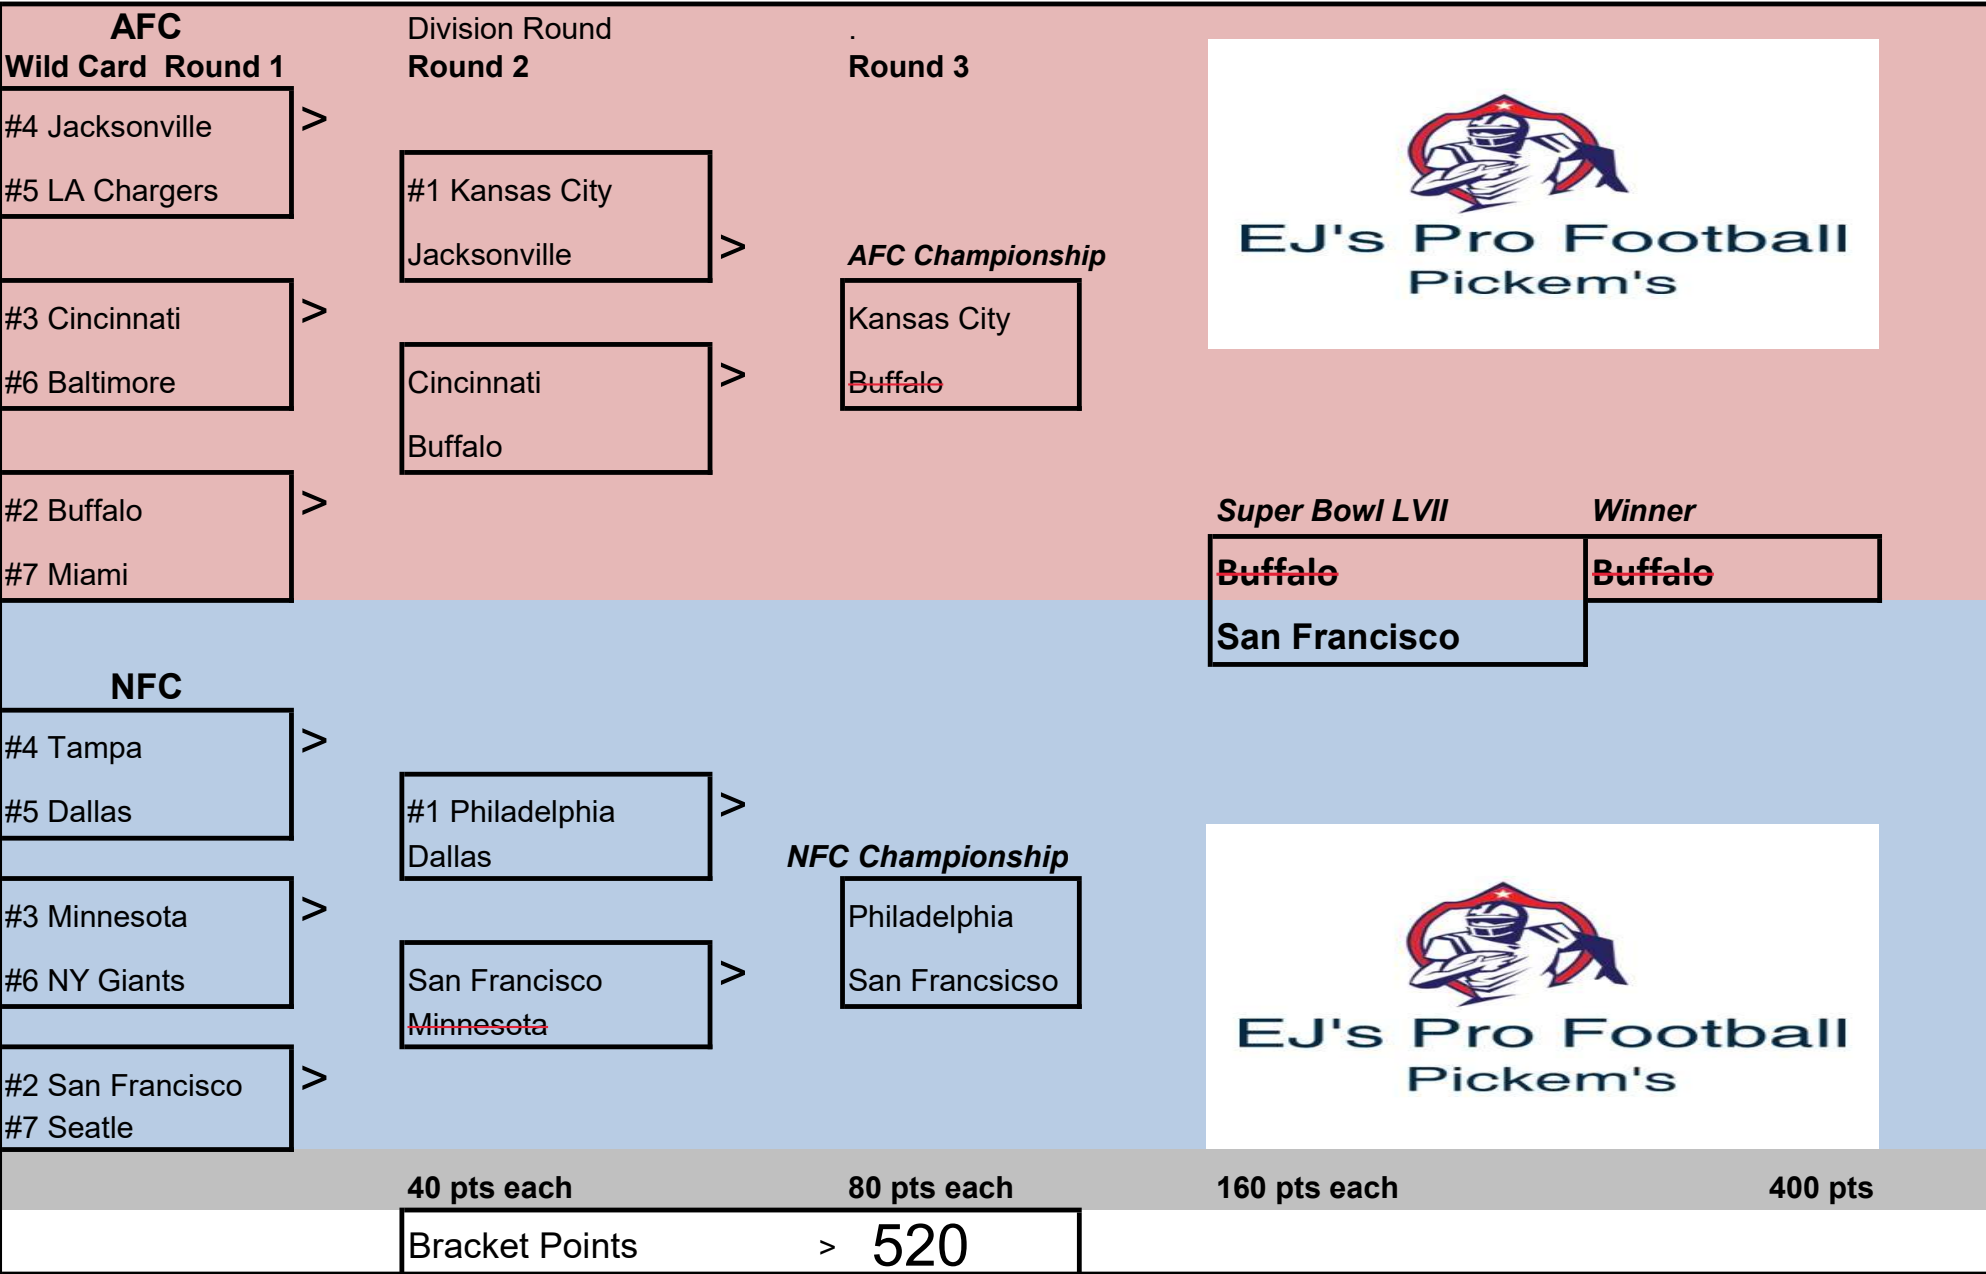 AFC
Division Round
.
Wild Card  Round 1
Round 2
Round 3
#4 Jacksonville
>
#5 LA Chargers
#1 Kansas City
Jacksonville
>
AFC Championship
#3 Cincinnati
>
Kansas City
#6 Baltimore
Cincinnati
>
Buffalo
Buffalo
#2 Buffalo
>
#7 Miami
EJ's Pro Football
Pickem's
Super Bowl LVII
Winner
Buffalo
Buffalo
San Francisco
NFC
#4 Tampa
>
#5 Dallas
#1 Philadelphia
>
Dallas
NFC Championship
#3 Minnesota
>
Philadelphia
#6 NY Giants
San Francisco
>
San Francsicso
Minnesota
#2 San Francisco
>
#7 Seatle
EJ's Pro Football
Pickem's
40 pts each
80 pts each
160 pts each
400 pts
Bracket Points
>
520